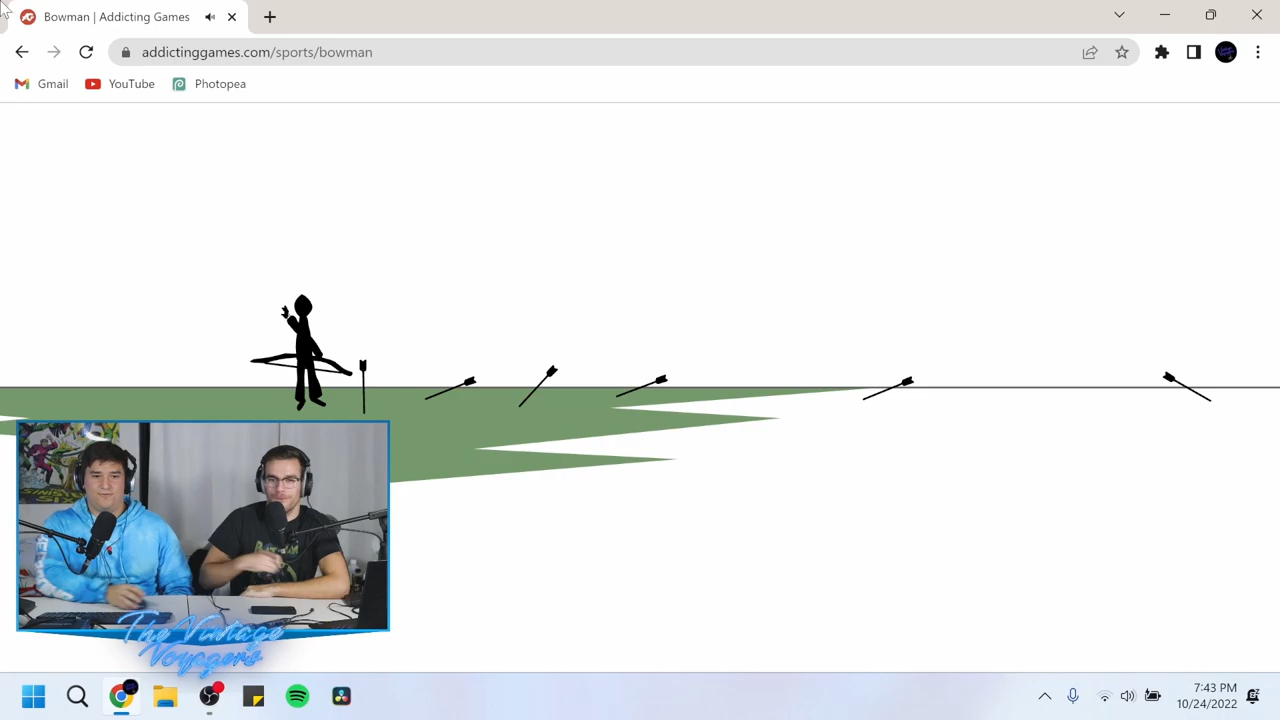 Bowman | Addicting Games
addictinggames.com/sports/bowman
Gmail
YouTube
Photopea
The Vintage
Voyagers
7:43 PM
10/24/2022